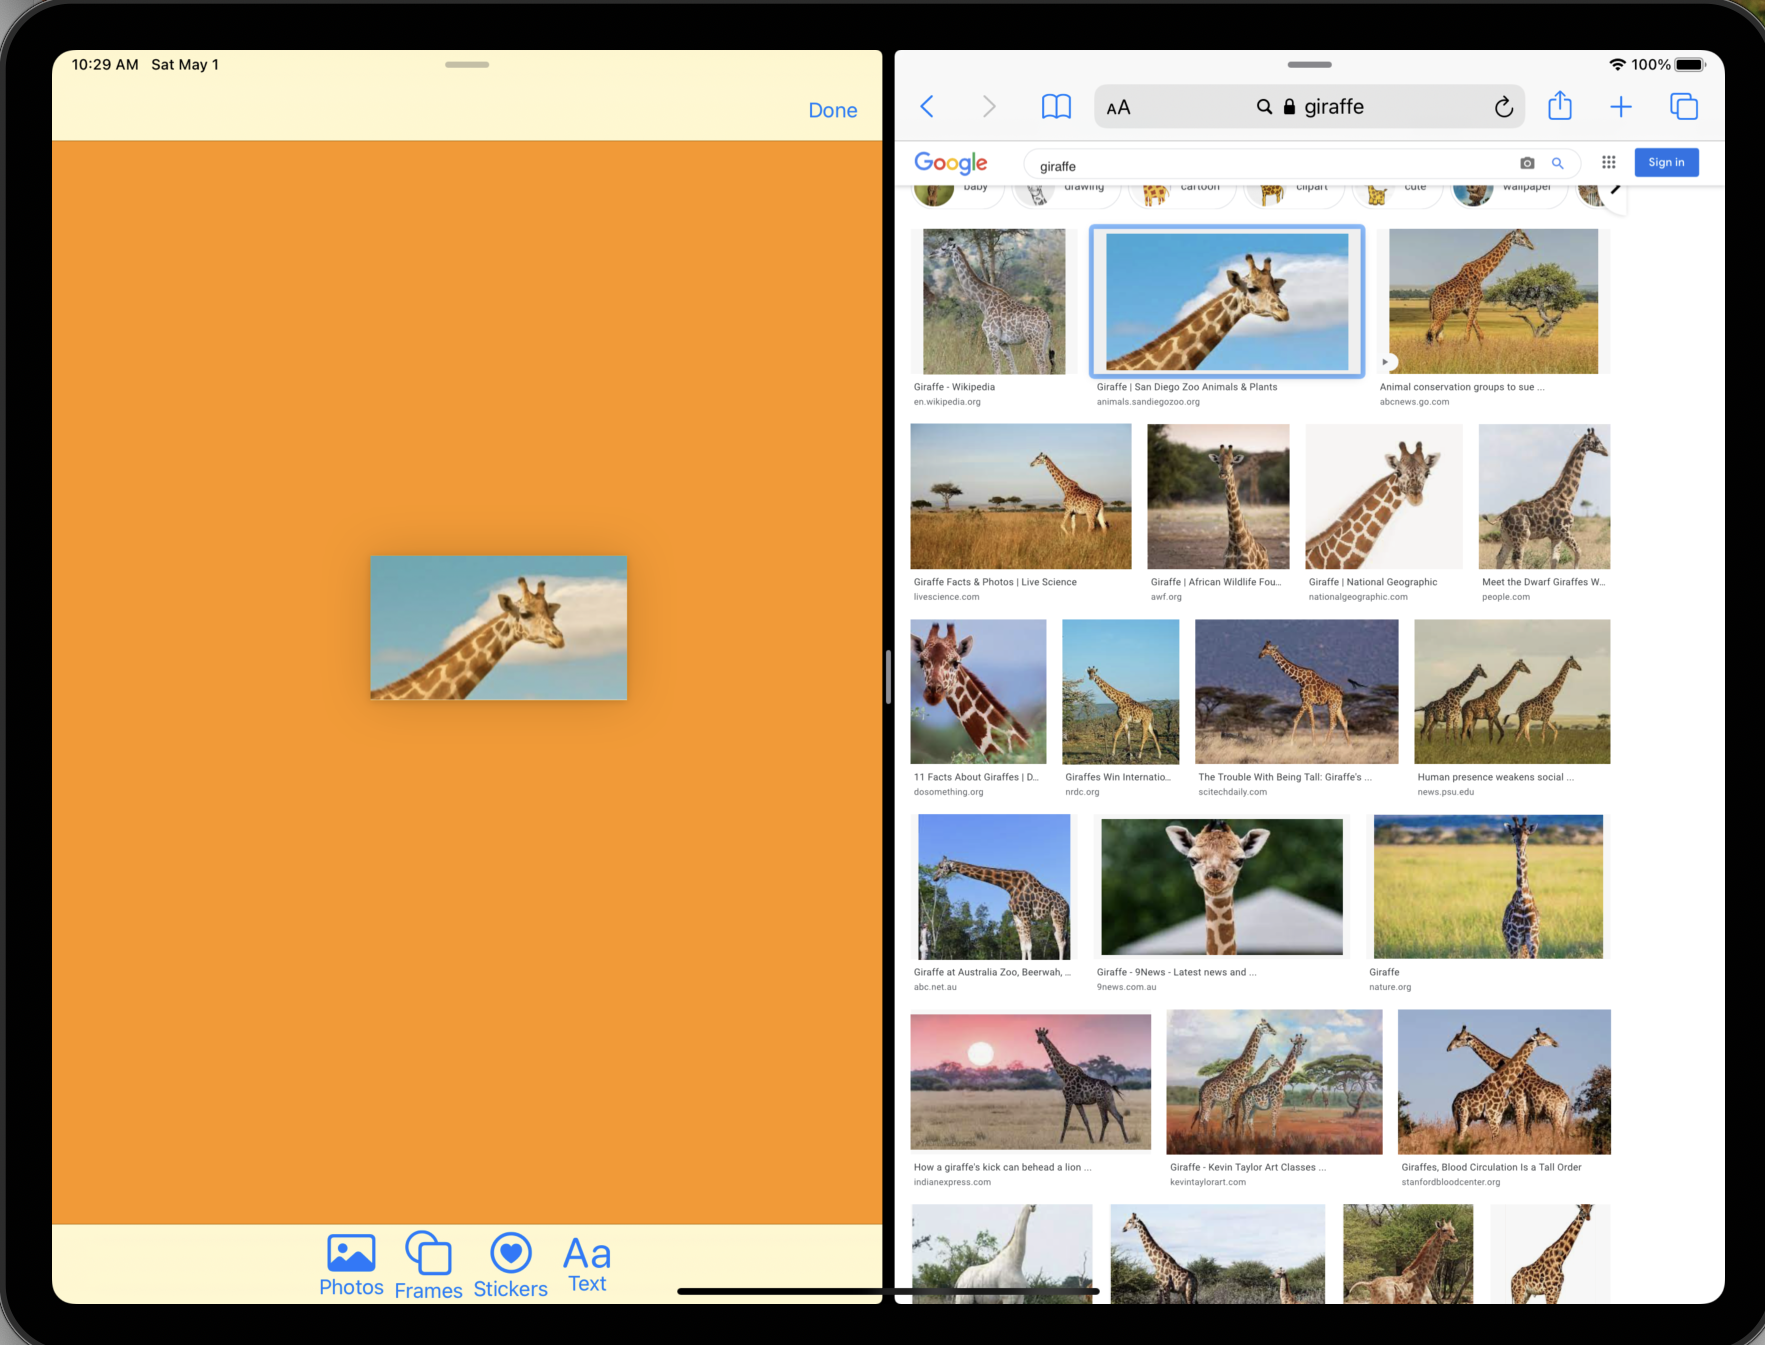 10:29 AM Sat May 1
Done
Photos
Frames
Stickers
Aa
Text
100%
AA
giraffe
Google
giraffe
Sign in
baby
drawing
cartoon
clipart
cute
wallpaper
Giraffe - Wikipedia
en.wikipedia.org
Giraffe | San Diego Zoo Animals & Plants
animals.sandiegozoo.org
Animal conservation groups to sue ...
abcnews.go.com
Giraffe Facts & Photos | Live Science
livescience.com
Giraffe | African Wildlife Fou...
awf.org
Giraffe | National Geographic
nationalgeographic.com
Meet the Dwarf Giraffes W...
people.com
11 Facts About Giraffes | D...
dosomething.org
Giraffes Win Internatio...
nrdc.org
The Trouble With Being Tall: Giraffe's ...
scitechdaily.com
Human presence weakens social ...
news.psu.edu
Giraffe at Australia Zoo, Beerwah, ...
abc.net.au
Giraffe - 9News - Latest news and ...
9news.com.au
Giraffe
nature.org
How a giraffe's kick can behead a lion ...
indianexpress.com
Giraffe - Kevin Taylor Art Classes ...
kevintaylorart.com
Giraffes, Blood Circulation Is a Tall Order
stanfordbloodcenter.org